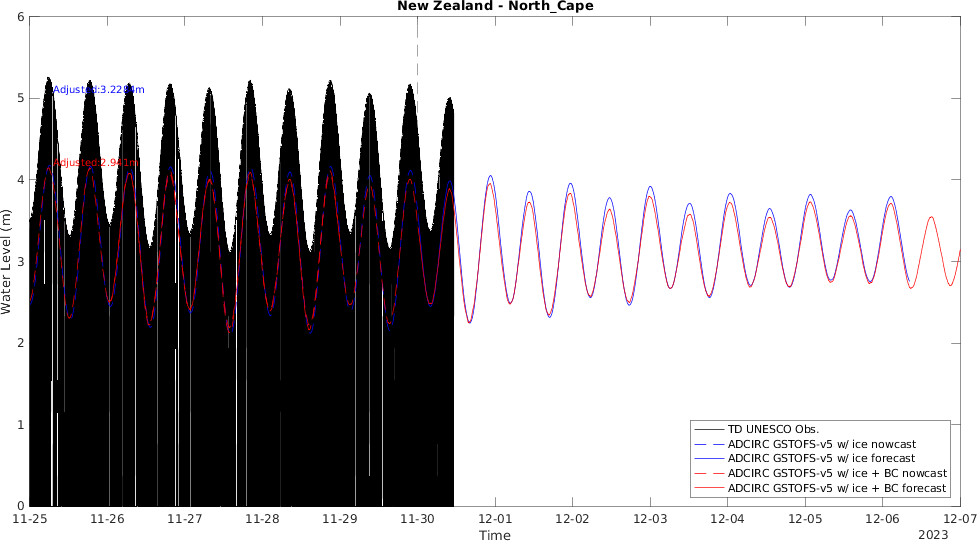 New Zealand - North_Cape
6
5
4
3
2
1
0
Water Level (m)
Adjusted:3.2284m
Adjusted:2.941m
TD UNESCO Obs.
ADCIRC GSTOFS-v5 w/ ice nowcast
ADCIRC GSTOFS-v5 w/ ice forecast
ADCIRC GSTOFS-v5 w/ ice + BC nowcast
ADCIRC GSTOFS-v5 w/ ice + BC forecast
11-25 11-26 11-27 11-28 11-29 11-30 12-01 12-02 12-03 12-04 12-05 12-06 12-07
Time
2023